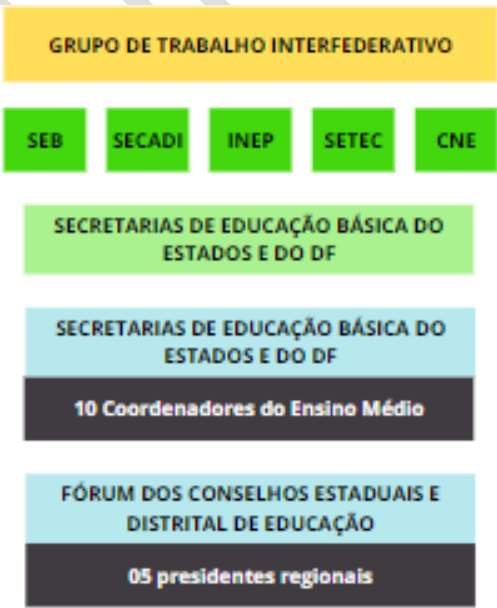 GRUPO DE TRABALHO INTERFEDERATIVO
SEB SECADI INEP SETEC CNE
SECRETARIAS DE EDUCAÇÃO BÁSICA DO
ESTADOS E DO DF
SECRETARIAS DE EDUCAÇÃO BÁSICA DO
ESTADOS E DO DF
10 Coordenadores do Ensino Médio
FÓRUM DOS CONSELHOS ESTADUAIS E
DISTRITAL DE EDUCAÇÃO
05 presidentes regionais